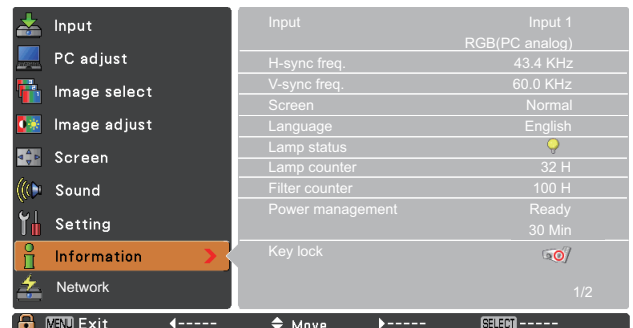 Input
PC adjust
Image select
Image adjust
Screen
Sound
Setting
Information
Network
Input Input 1
RGB(PC analog)
H-sync freq. 43.4 KHz
V-sync freq. 60.0 KHz
Screen Normal
Language English
Lamp status
Lamp counter 32 H
Filter counter 100 H
Power management Ready
30 Min
Key lock
1/2
MENU Exit ----- Move ----- SELECT -----